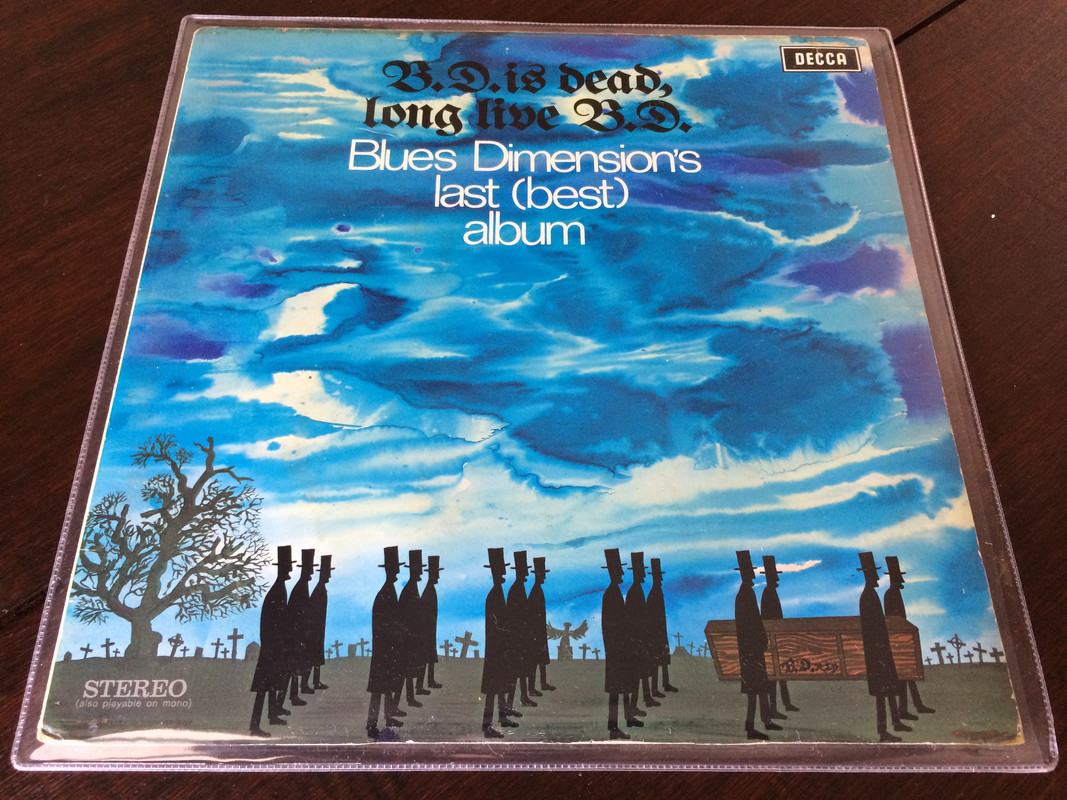 DECCA
B.D. is dead,
long live B.D.
Blues Dimension's
last (best)
album
STEREO
(also playable on mono)